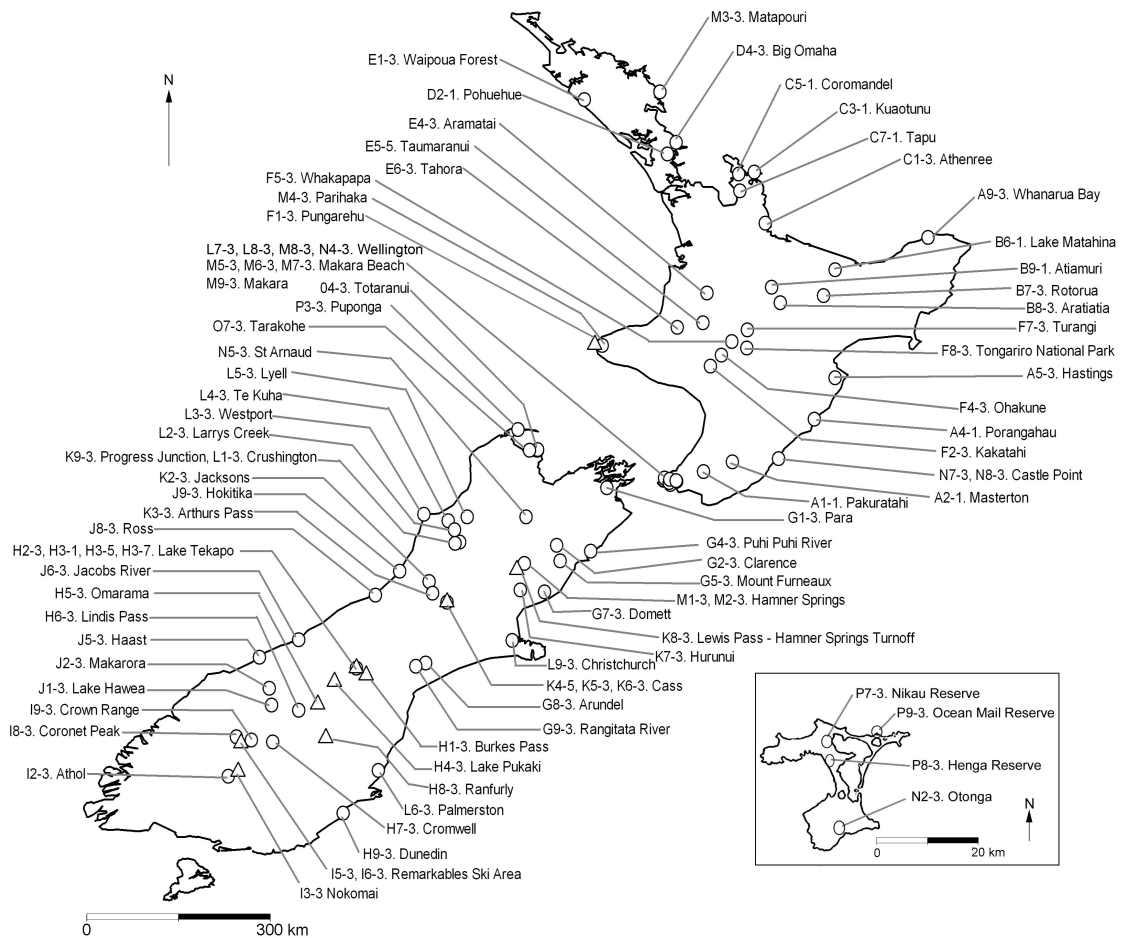 M3-3. Matapouri
D4-3. Big Omaha
E1-3. Waipoua Forest
C5-1. Coromandel
D2-1. Pohuehue
C3-1. Kuaotunu
E4-3. Aramatai
C7-1. Tapu
E5-5. Taumaranui
C1-3. Athenree
E6-3. Tahora
F5-3. Whakapapa
A9-3. Whanarua Bay
M4-3. Parihaka
F1-3. Pungarehu
B6-1. Lake Matahina
L7-3, L8-3, M8-3, N4-3. Wellington
M5-3, M6-3, M7-3. Makara Beach
B9-1. Atiamuri
M9-3. Makara
04-3. Totaranui
B7-3. Rotorua
P3-3. Puponga
B8-3. Aratiatia
O7-3. Tarakohe
F7-3. Turangi
N5-3. St Arnaud
F8-3. Tongariro National Park
L5-3. Lyell
A5-3. Hastings
L4-3. Te Kuha
F4-3. Ohakune
L3-3. Westport
A4-1. Porangahau
L2-3. Larrys Creek
F2-3. Kakatahi
K9-3. Progress Junction, L1-3. Crushington
N7-3, N8-3. Castle Point
K2-3. Jacksons
A2-1. Masterton
J9-3. Hokitika
A1-1. Pakuratahi
K3-3. Arthurs Pass
G1-3. Para
J8-3. Ross
G4-3. Puhi Puhi River
H2-3, H3-1, H3-5, H3-7. Lake Tekapo
G2-3. Clarence
J6-3. Jacobs River
G5-3. Mount Furneaux
H5-3. Omarama
M1-3, M2-3. Hamner Springs
H6-3. Lindis Pass
G7-3. Domett
J5-3. Haast
K8-3. Lewis Pass - Hamner Springs Turnoff
K7-3. Hurunui
J2-3. Makarora
L9-3. Christchurch
J1-3. Lake Hawea
K4-5, K5-3, K6-3. Cass
I9-3. Crown Range
G8-3. Arundel
I8-3. Coronet Peak
G9-3. Rangitata River
H1-3. Burkes Pass
I2-3. Athol
H4-3. Lake Pukaki
H8-3. Ranfurly
L6-3. Palmerston
H7-3. Cromwell
H9-3. Dunedin
I5-3, I6-3. Remarkables Ski Area
I3-3 Nokomai
P7-3. Nikau Reserve
P9-3. Ocean Mail Reserve
P8-3. Henga Reserve
N2-3. Otonga
N
N
0
20 km
0
300 km